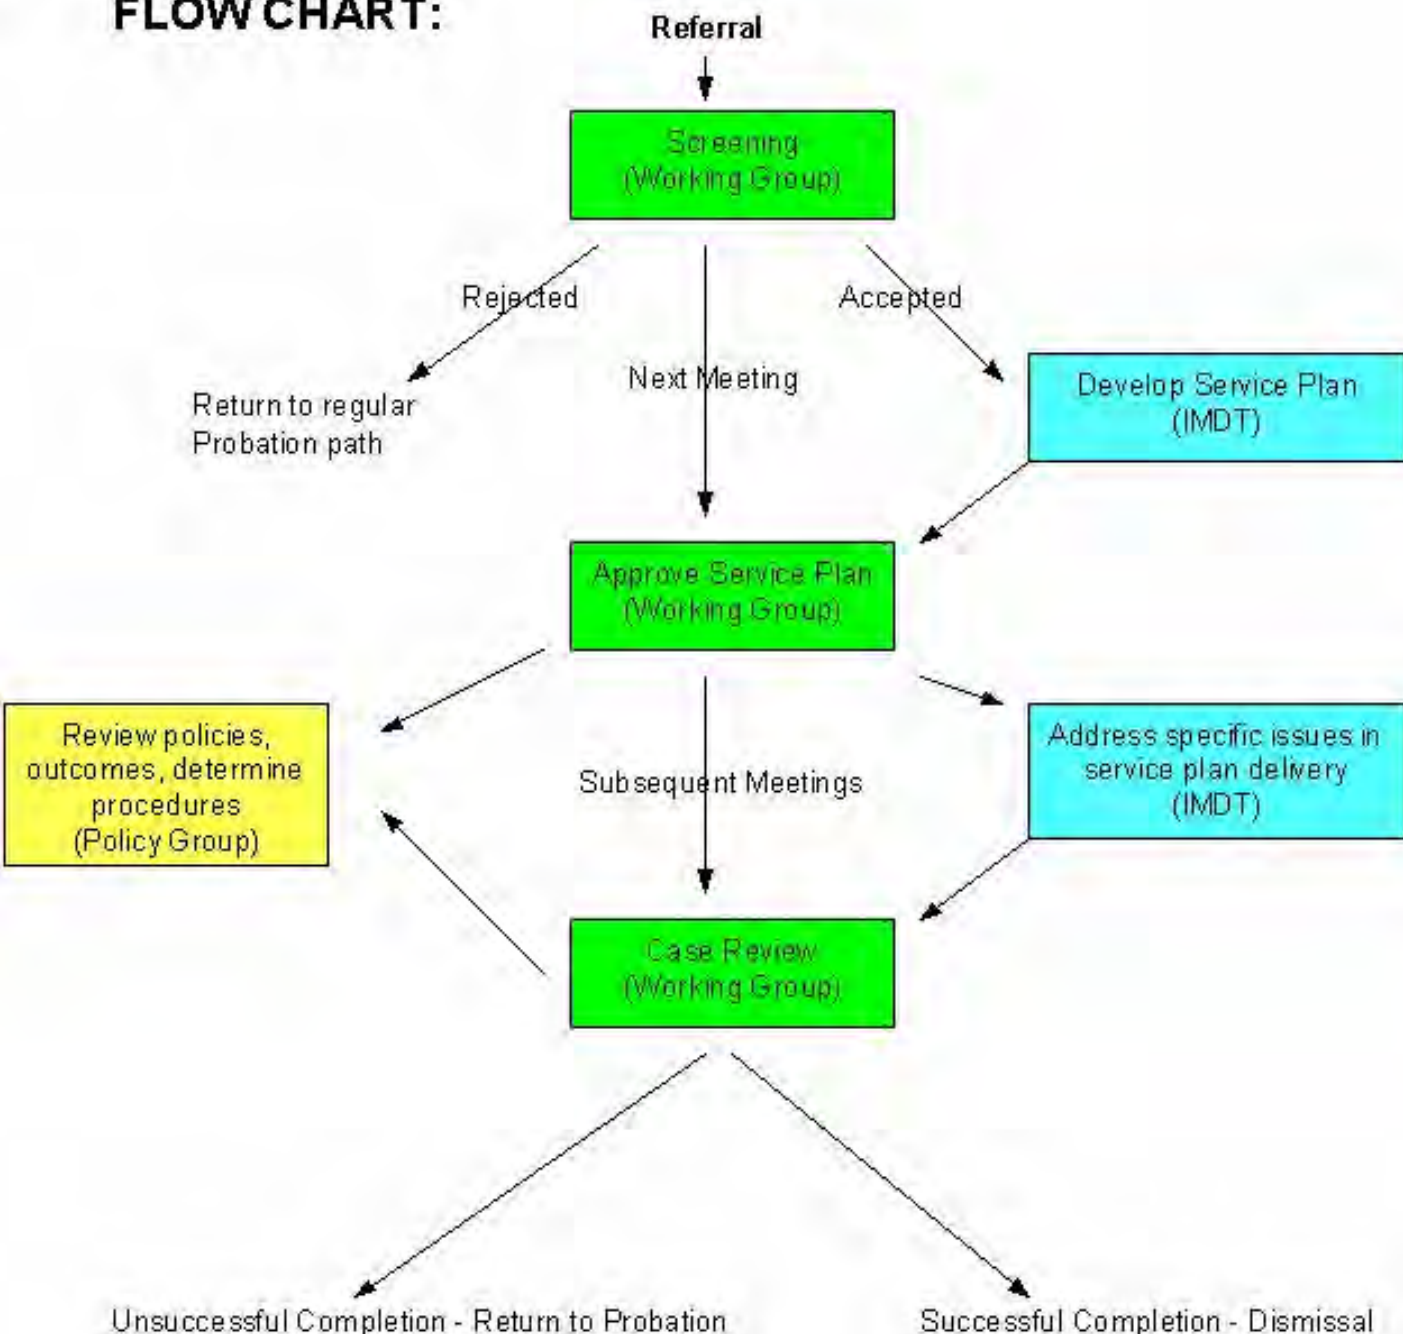 FLOW CHART:
Referral
Screening
(Working Group)
Rejected
Accepted
Next Meeting
Return to regular
Probation path
Develop Service Plan
(IMDT)
Approve Service Plan
(Working Group)
Review policies,
outcomes, determine
procedures
(Policy Group)
Subsequent Meetings
Address specific issues in
service plan delivery
(IMDT)
Case Review
(Working Group)
Unsuccessful Completion - Return to Probation
Successful Completion - Dismissal